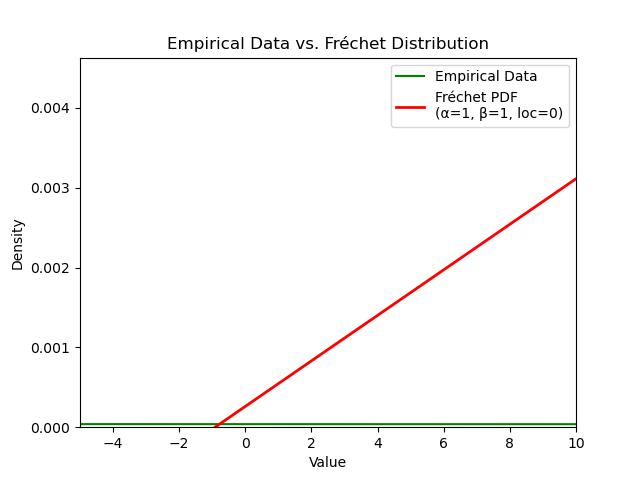 Empirical Data vs. Fréchet Distribution
Empirical Data
Fréchet PDF
(α=1, β=1, loc=0)
Density
0.004
0.003
0.002
0.001
0.000
−4
−2
0
2
4
6
8
10
Value